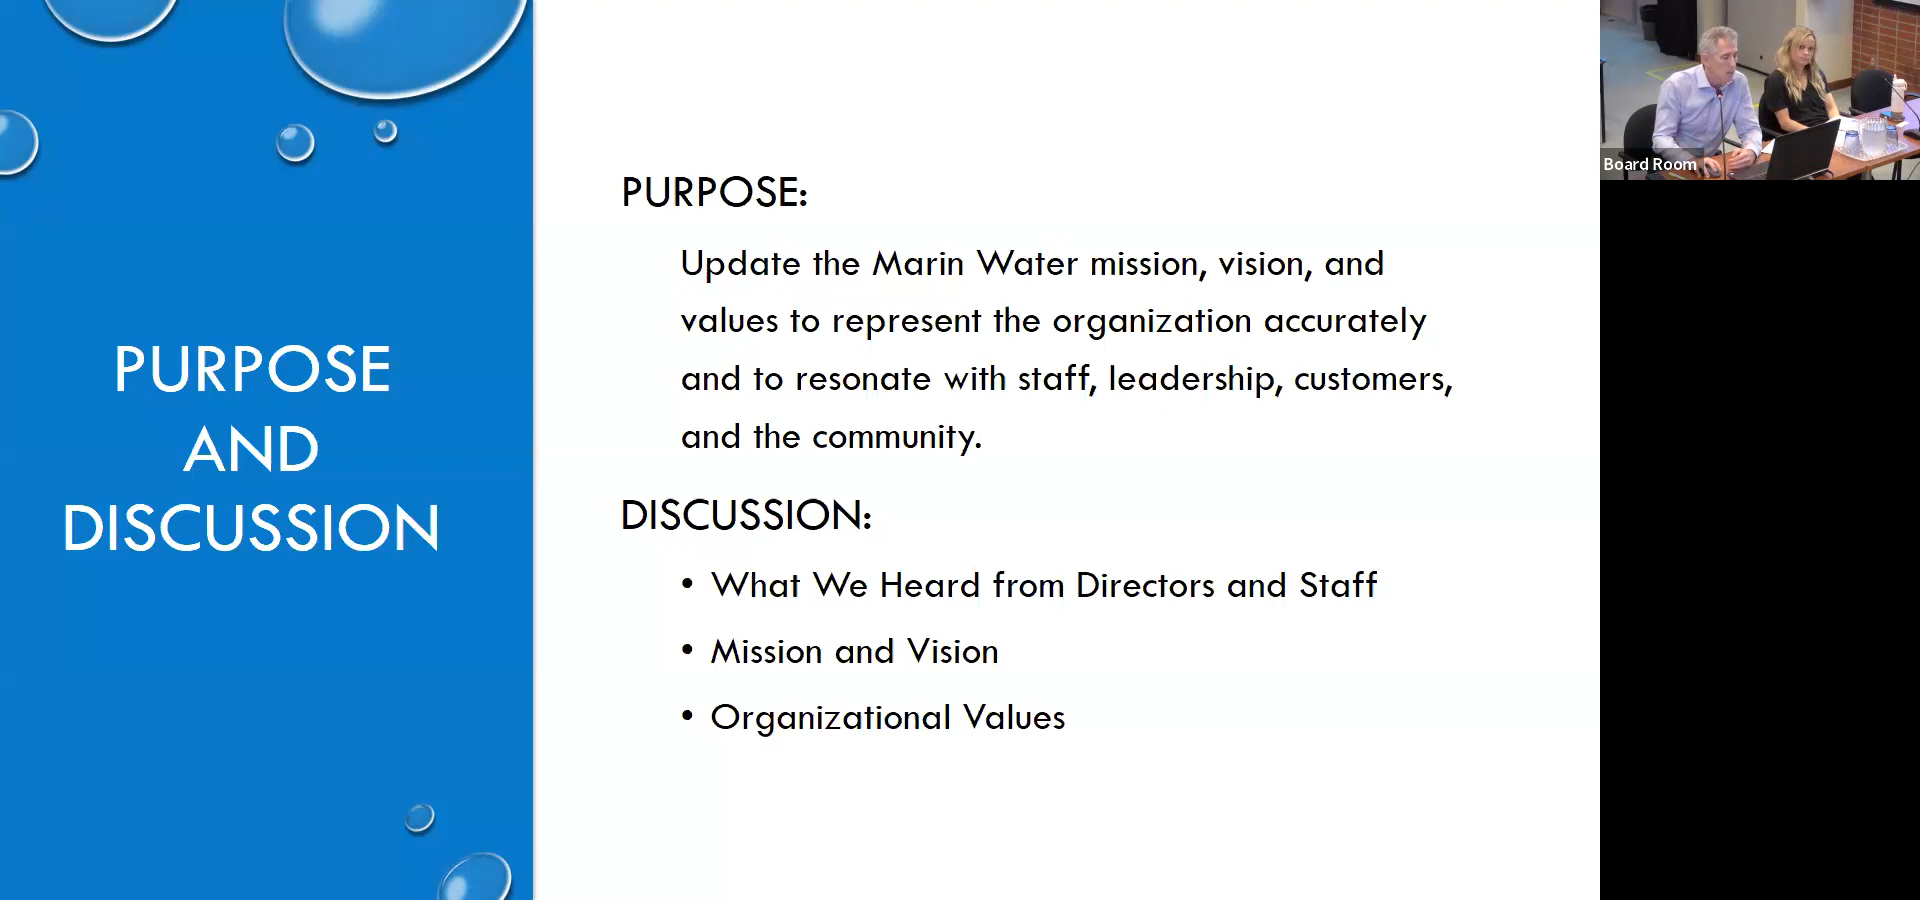 PURPOSE
AND
DISCUSSION
PURPOSE:
Update the Marin Water mission, vision, and
values to represent the organization accurately
and to resonate with staff, leadership, customers,
and the community.
DISCUSSION:
• What We Heard from Directors and Staff
• Mission and Vision
• Organizational Values
Board Room